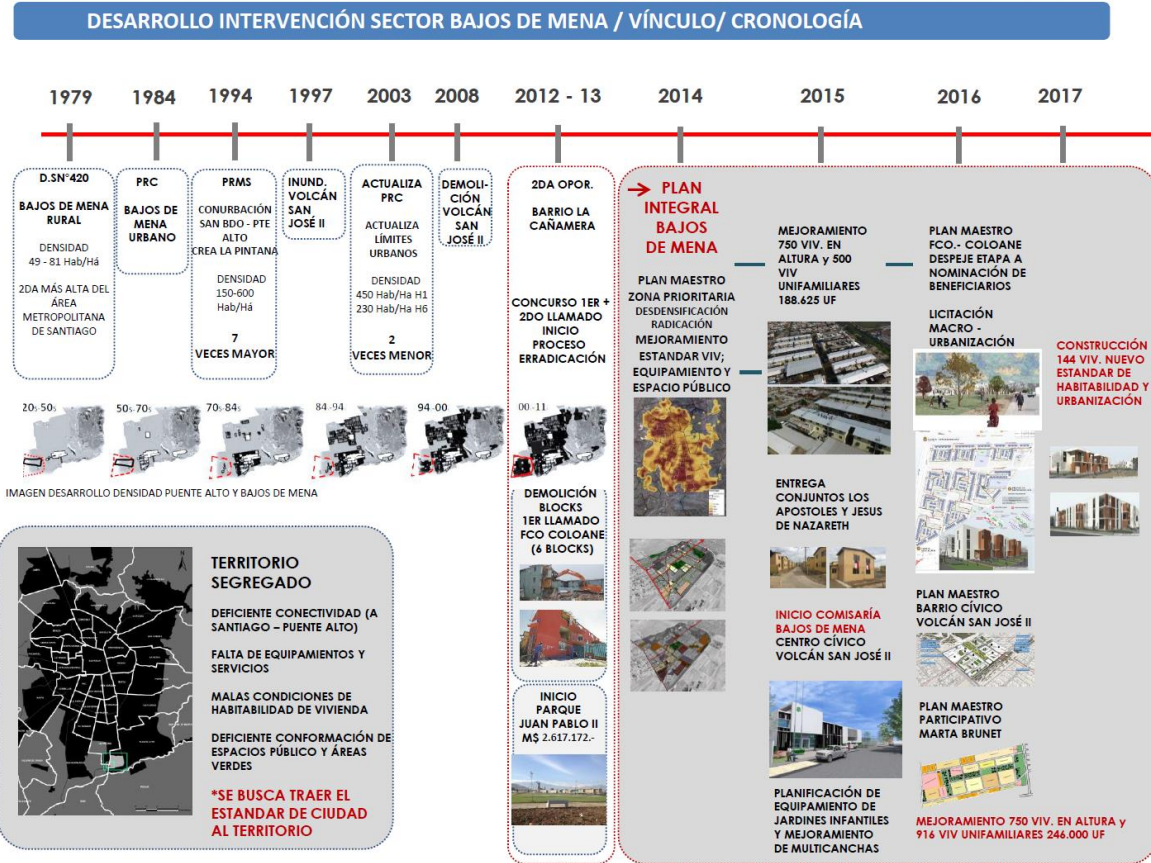 DESARROLLO INTERVENCIÓN SECTOR BAJOS DE MENA / VÍNCULO/ CRONOLOGÍA
1979
1984
1994
1997
2003
2008
2012 - 13
2014
2015
2016
2017
D.SN°420
BAJOS DE MENA
RURAL
DENSIDAD
49 - 81 Hab/Há
2DA MÁS ALTA DEL
ÁREA
METROPOLITANA
DE SANTIAGO
PRC
BAJOS DE
MENA
URBANO
PRMS
CONURBACIÓN
SAN BDO - PTE
ALTO
CREA LA PINTANA
DENSIDAD
150-600
Hab/Há
7
VECES MAYOR
INUND.
VOLCÁN
SAN
JOSÉ II
ACTUALIZA
PRC
ACTUALIZA
LÍMITES
URBANOS
DENSIDAD
450 Hab/Ha H1
230 Hab/Ha H6
2
VECES MENOR
DEMOLI-
CIÓN
VOLCÁN
SAN
JOSÉ II
2DA OPOR.
BARRIO LA
CAÑAMERA
CONCURSO 1ER +
2DO LLAMADO
INICIO
PROCESO
ERRADICACIÓN
20s-50s
50s-70s
70s-84s
84-94
94-00
00-11
IMAGEN DESARROLLO DENSIDAD PUENTE ALTO Y BAJOS DE MENA
DEMOLICIÓN
BLOCKS
1ER LLAMADO
FCO COLOANE
(6 BLOCKS)
INICIO
PARQUE
JUAN PABLO II
M$ 2.617.172.-
PLAN
INTEGRAL
BAJOS
DE MENA
PLAN MAESTRO
ZONA PRIORITARIA
DESDENSIFICACIÓN
RADICACIÓN
MEJORAMIENTO
ESTANDAR VIV;
EQUIPAMIENTO Y
ESPACIO PÚBLICO
MEJORAMIENTO
750 VIV. EN
ALTURA y 500
VIV
UNIFAMILIARES
188.625 UF
ENTREGA
CONJUNTOS LOS
APOSTOLES Y JESUS
DE NAZARETH
INICIO COMISARÍA
BAJOS DE MENA
CENTRO CÍVICO
VOLCÁN SAN JOSÉ II
PLANIFICACIÓN DE
EQUIPAMIENTO DE
JARDINES INFANTILES
Y MEJORAMIENTO
DE MULTICANCHAS
PLAN MAESTRO
FCO.- COLOANE
DESPEJE ETAPA A
NOMINACIÓN DE
BENEFICIARIOS
LICITACIÓN
MACRO -
URBANIZACIÓN
PLAN MAESTRO
BARRIO CÍVICO
VOLCÁN SAN JOSÉ II
PLAN MAESTRO
PARTICIPATIVO
MARTA BRUNET
MEJORAMIENTO 750 VIV. EN ALTURA y
916 VIV UNIFAMILIARES 246.000 UF
CONSTRUCCIÓN
144 VIV. NUEVO
ESTANDAR DE
HABITABILIDAD Y
URBANIZACIÓN
TERRITORIO
SEGREGADO
DEFICIENTE CONECTIVIDAD (A
SANTIAGO – PUENTE ALTO)
FALTA DE EQUIPAMIENTOS Y
SERVICIOS
MALAS CONDICIONES DE
HABITABILIDAD DE VIVIENDA
DEFICIENTE CONFORMACIÓN DE
ESPACIOS PÚBLICO Y ÁREAS
VERDES
*SE BUSCA TRAER EL
ESTANDAR DE CIUDAD
AL TERRITORIO